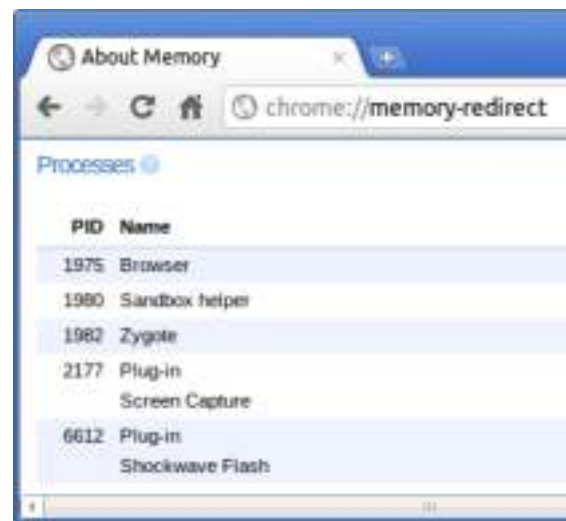 About Memory
chrome://memory-redirect
Processes
PID Name
1975 Browser
1980 Sandbox helper
1982 Zygote
2177 Plug-in
Screen Capture
6612 Plug-in
Shockwave Flash